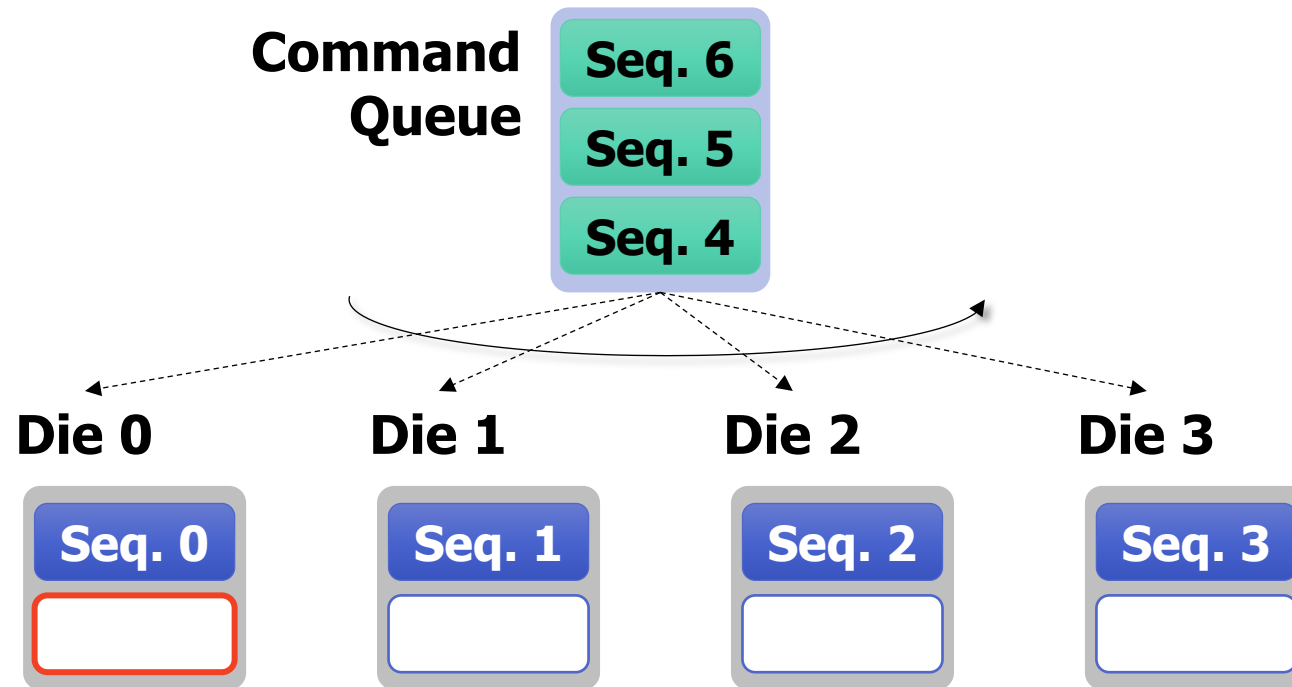 Command
Queue
Seq. 6
Seq. 5
Seq. 4
Die 0
Die 1
Die 2
Die 3
Seq. 0
Seq. 1
Seq. 2
Seq. 3